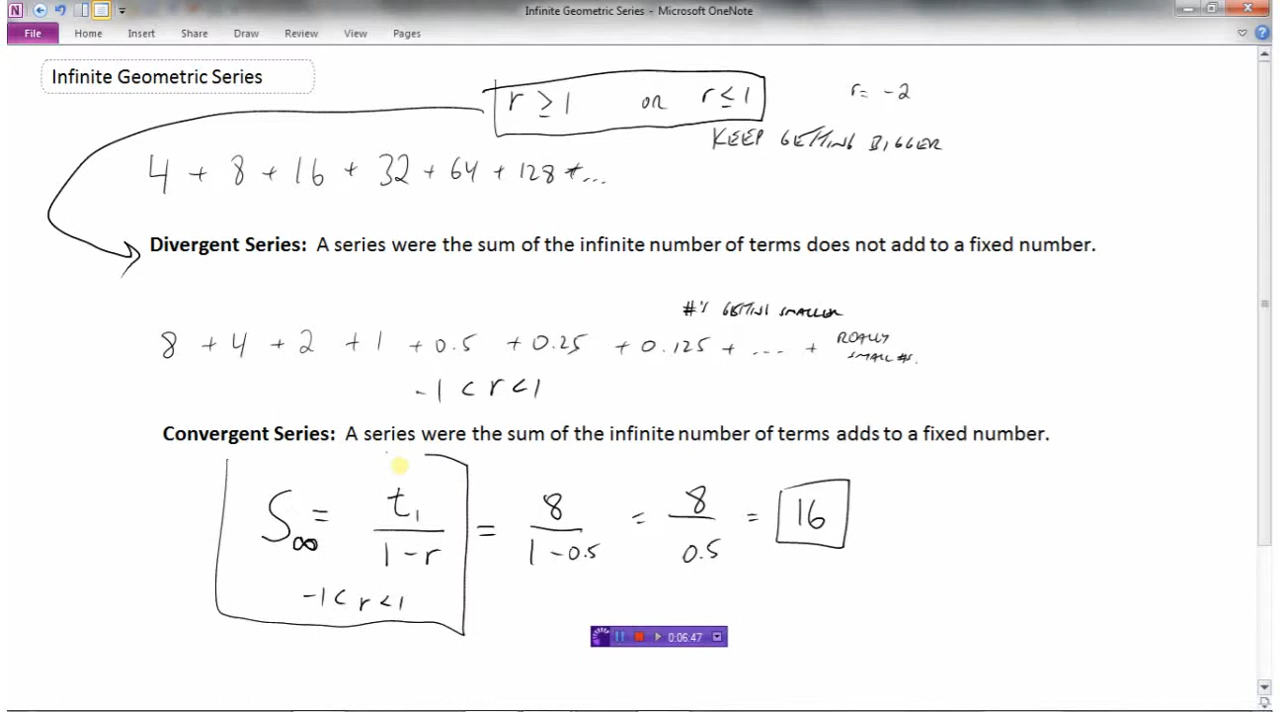 Infinite Geometric Series - Microsoft OneNote
File Home Insert Share Draw Review View Pages
Infinite Geometric Series
r ≥ 1 or r ≤ 1
r = -2
KEEP GETTING BIGGER
4 + 8 + 16 + 32 + 64 + 128 + ...
Divergent Series: A series were the sum of the infinite number of terms does not add to a fixed number.
#'s GETTING SMALLER
8 + 4 + 2 + 1 + 0.5 + 0.25 + 0.125 + ... + REALLY SMALL #s.
-1 < r < 1
Convergent Series: A series were the sum of the infinite number of terms adds to a fixed number.
S∞ = t₁ / (1 - r) = 8 / (1 - 0.5) = 8 / 0.5 = 16
-1 < r < 1
0:06.47